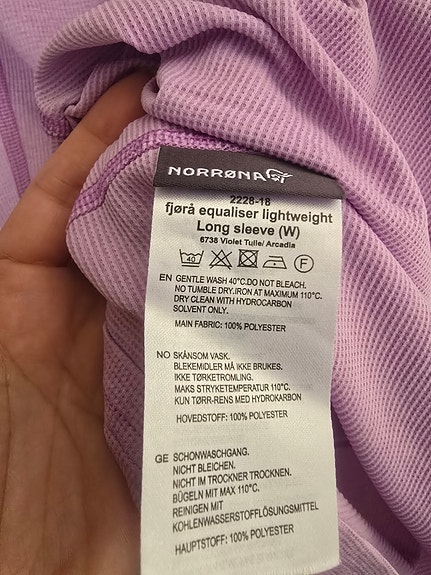 NORRØNA
2228-18
fjørå equaliser lightweight
Long sleeve (W)
6738 Violet Tulle/ Arcadia
40
F
EN GENTLE WASH 40°C.DO NOT BLEACH.
NO TUMBLE DRY.IRON AT MAXIMUM 110°C.
DRY CLEAN WITH HYDROCARBON
SOLVENT ONLY.
MAIN FABRIC: 100% POLYESTER
NO SKÅNSOM VASK.
BLEKEMIDLER MÅ IKKE BRUKES.
IKKE TØRKETROMLING.
MAKS STRYKETEMPERATUR 110°C.
KUN TØRR-RENS MED HYDROKARBON
HOVEDSTOFF: 100% POLYESTER
GE SCHONWASCHGANG.
NICHT BLEICHEN.
NICHT IM TROCKNER TROCKNEN.
BÜGELN MIT MAX 110°C.
REINIGEN MIT
KOHLENWASSERSTOFFLÖSUNGSMITTEL
HAUPTSTOFF: 100% POLYESTER